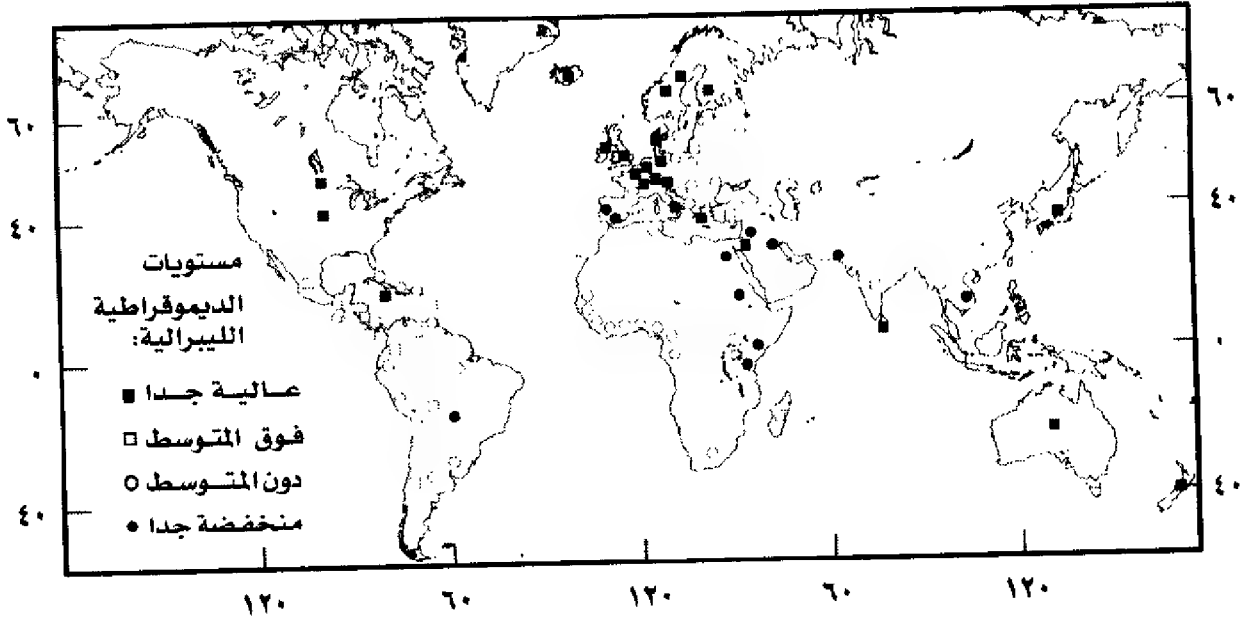 ٦٠
٤٠
٠
٤٠
مستويات
الديموقراطية
الليبرالية:
عالية جدا
فوق المتوسط
دون المتوسط
منخفضة جدا
٦٠
٤٠
٠
٤٠
١٢٠
٦٠
١٢٠
٦٠
١٢٠